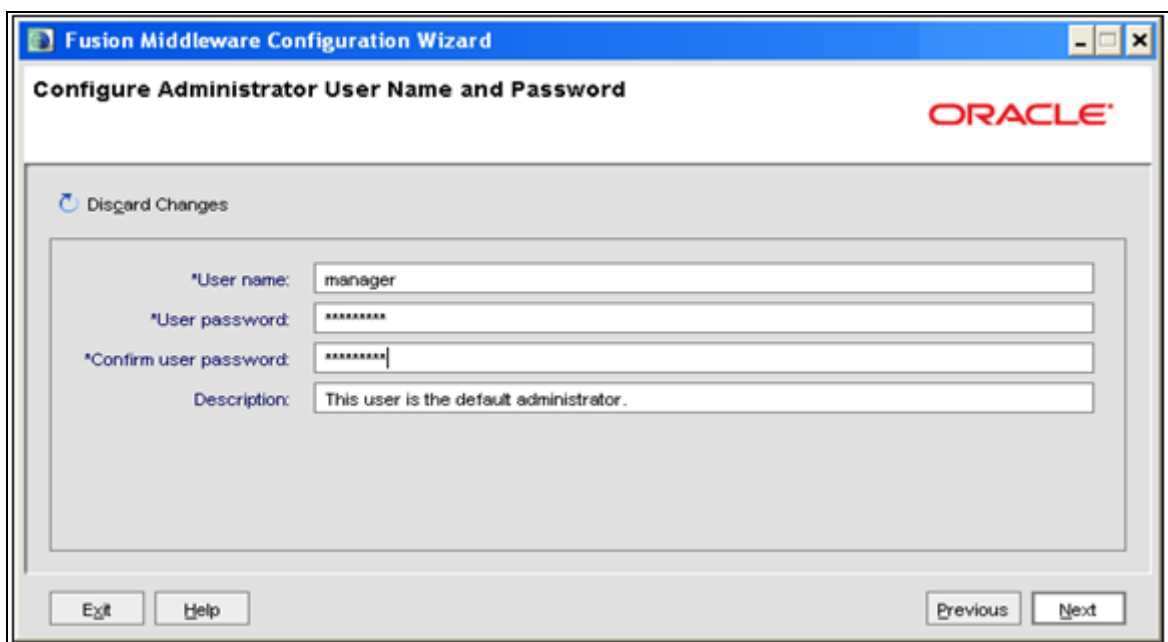 Fusion Middleware Configuration Wizard
Configure Administrator User Name and Password
ORACLE
Discard Changes
*User name: manager
*User password: *********
*Confirm user password: *********
Description: This user is the default administrator.
Exit Help Previous Next